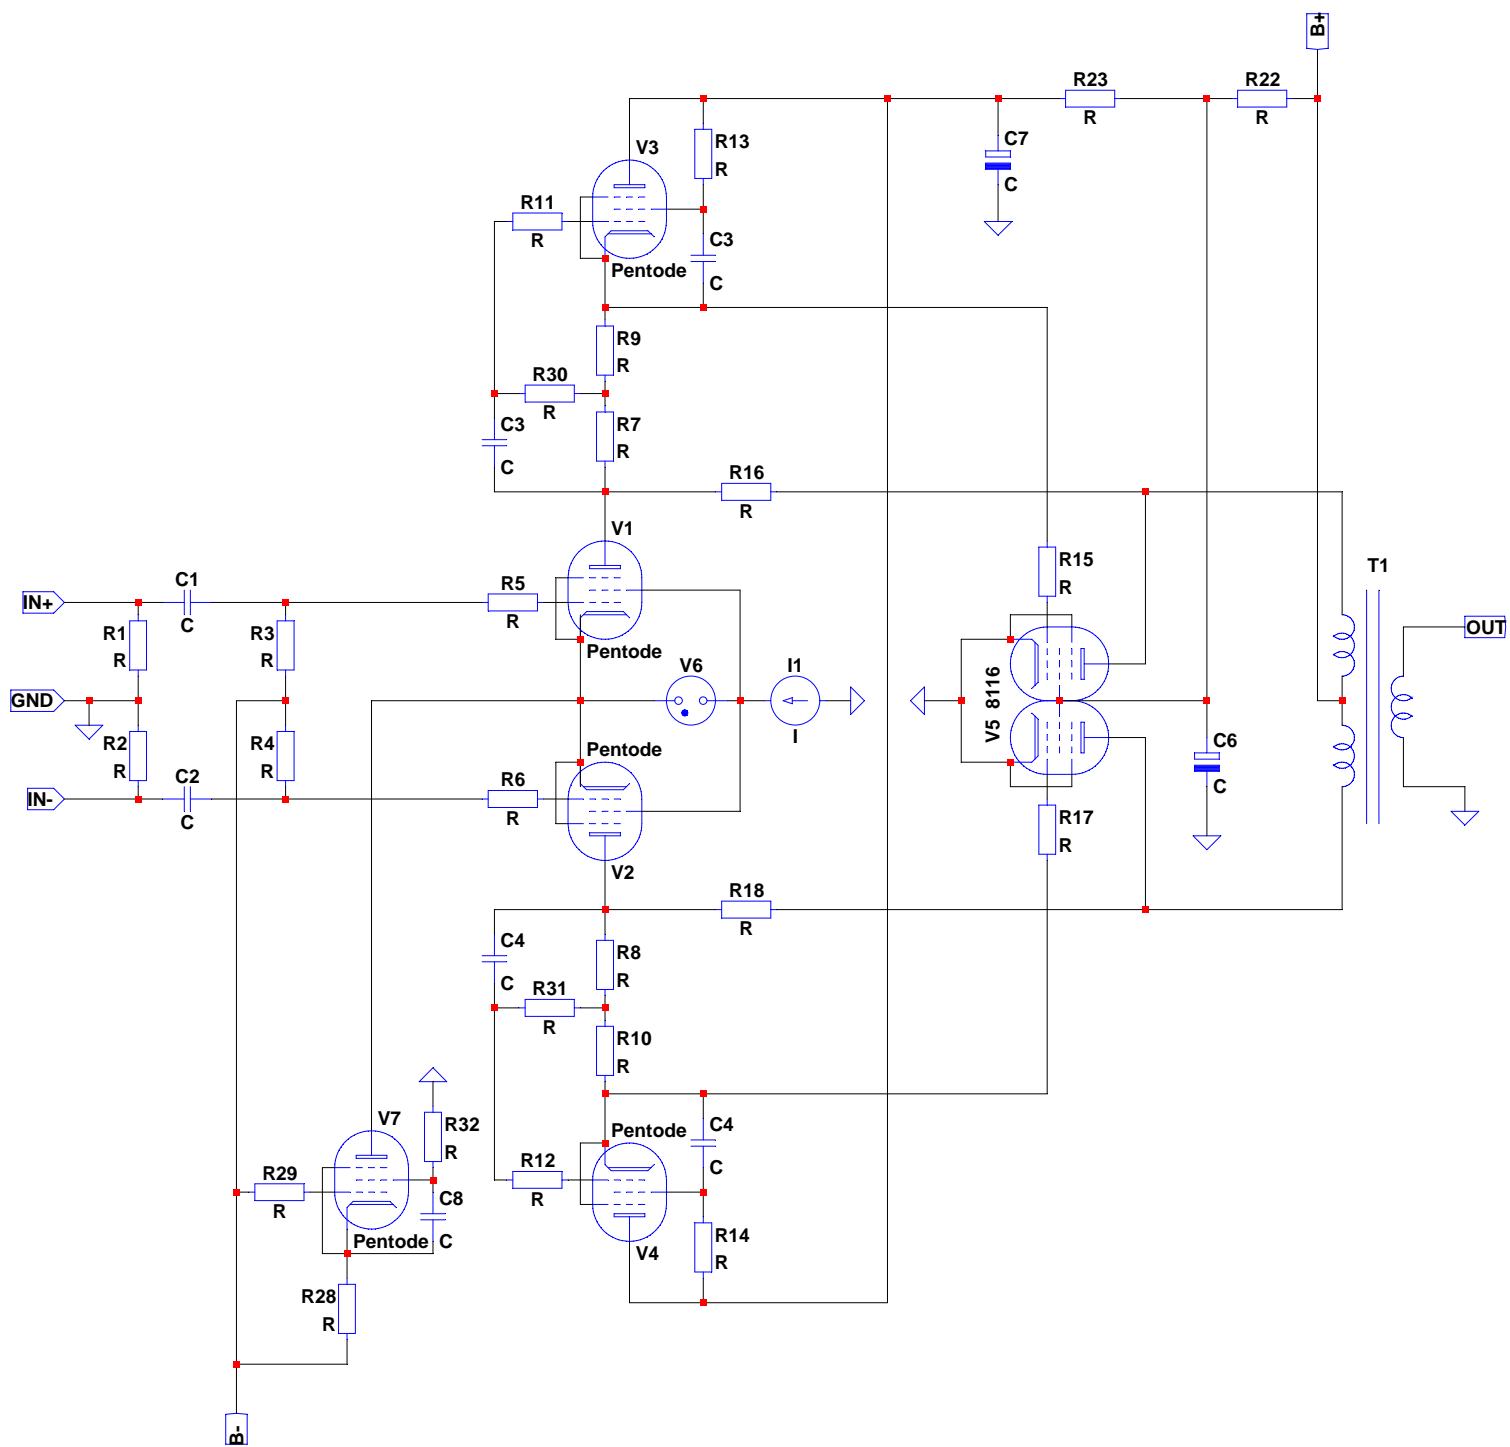 B+
R23
R
R22
R
C7
C
R13
R
V3
R11
R
C3
C
Pentode
R9
R
R30
R
R7
R
C3
C
R16
R
V1
R15
R
T1
C1
C
R5
R
IN+
R1
R
R3
R
OUT
Pentode
V6
I1
I
GND
V5 8116
R2
R
R4
R
Pentode
C6
C
C2
C
R6
R
IN-
R17
R
V2
R18
R
C4
C
R8
R
R31
R
R10
R
V7
R32
R
Pentode
C4
C
R29
R
R12
R
C8
C
Pentode
V4
R14
R
R28
R
B-